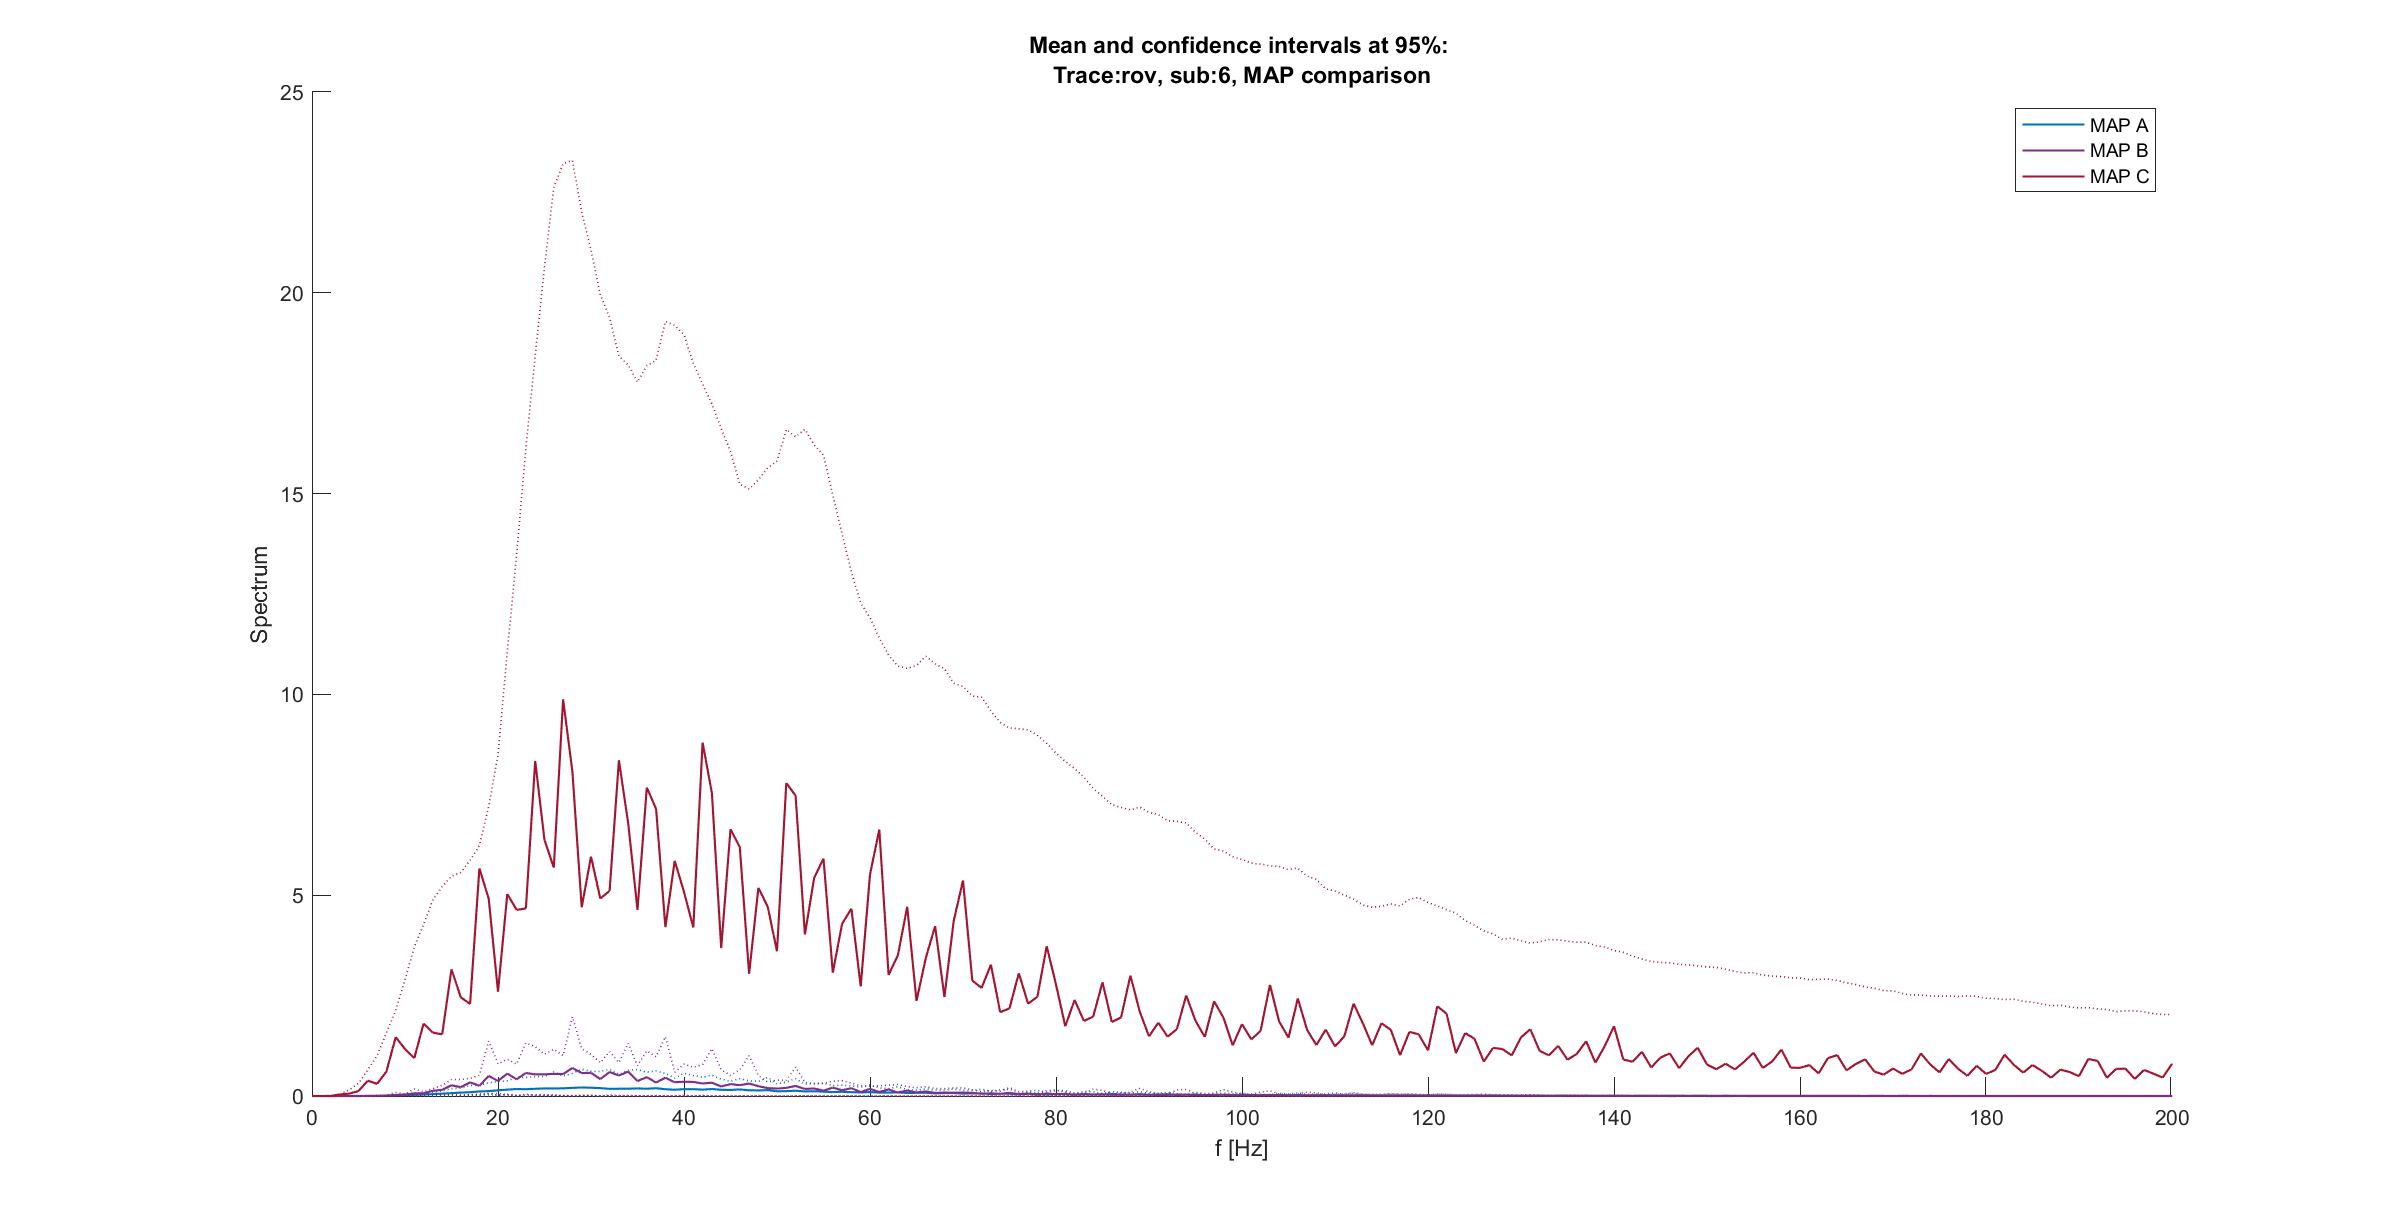 Mean and confidence intervals at 95%:
Trace:rov, sub:6, MAP comparison
MAP A
MAP B
MAP C
25
20
15
10
5
0
Spectrum
0 20 40 60 80 100 120 140 160 180 200
f [Hz]